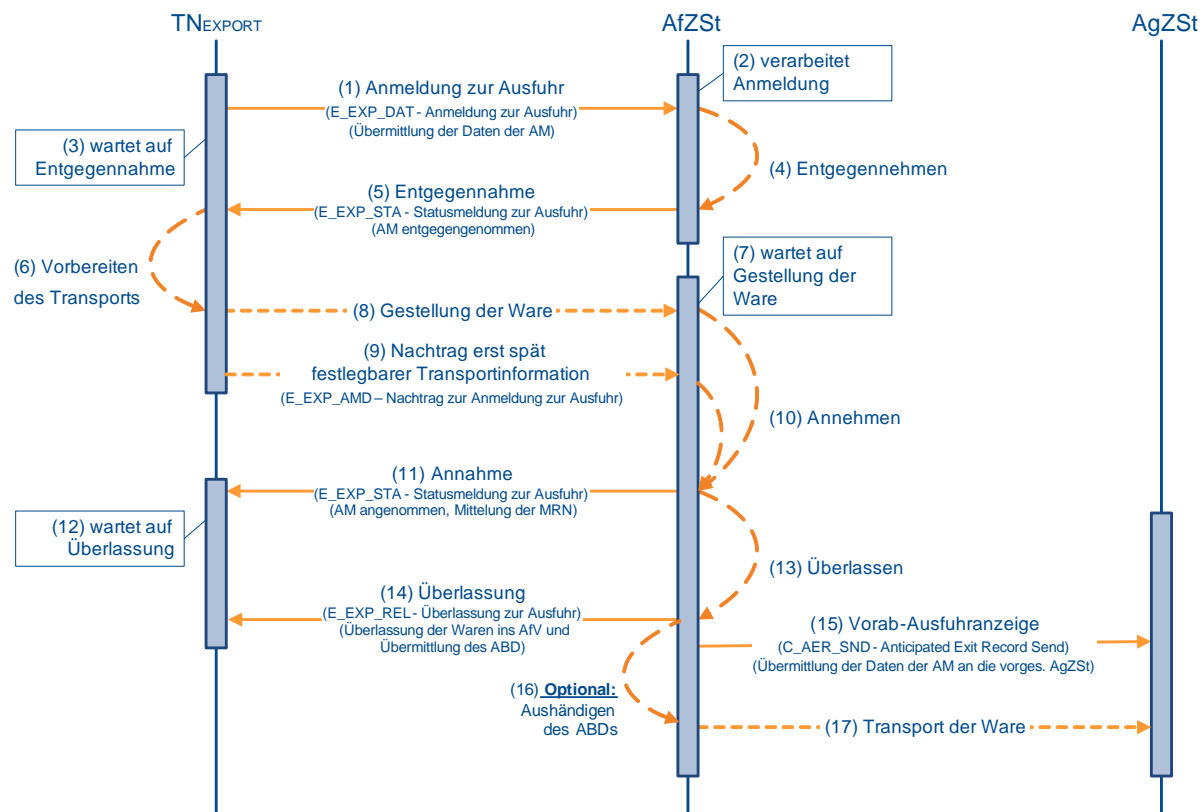 TNEXPORT
AfZSt
AgZSt
(1) Anmeldung zur Ausfuhr
(E_EXP_DAT - Anmeldung zur Ausfuhr)
(Übermittlung der Daten der AM)
(2) verarbeitet
Anmeldung
(3) wartet auf
Entgegennahme
(4) Entgegennehmen
(5) Entgegennahme
(E_EXP_STA - Statusmeldung zur Ausfuhr)
(AM entgegengenommen)
(6) Vorbereiten
des Transports
(7) wartet auf
Gestellung der
Ware
(8) Gestellung der Ware
(9) Nachtrag erst spät
festlegbarer Transportinformation
(E_EXP_AMD – Nachtrag zur Anmeldung zur Ausfuhr)
(10) Annehmen
(11) Annahme
(E_EXP_STA - Statusmeldung zur Ausfuhr)
(AM angenommen, Mittelung der MRN)
(12) wartet auf
Überlassung
(13) Überlassen
(14) Überlassung
(E_EXP_REL - Überlassung zur Ausfuhr)
(Überlassung der Waren ins AfV und
Übermittlung des ABD)
(15) Vorab-Ausfuhranzeige
(C_AER_SND - Anticipated Exit Record Send)
(Übermittlung der Daten der AM an die vorges. AgZSt)
(16) Optional:
Aushändigen
des ABDs
(17) Transport der Ware